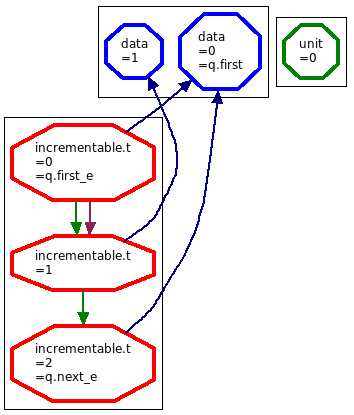 data
=1
data
=0
=q.first
unit
=0
incrementable.t
=0
=q.first_e
incrementable.t
=1
incrementable.t
=2
=q.next_e